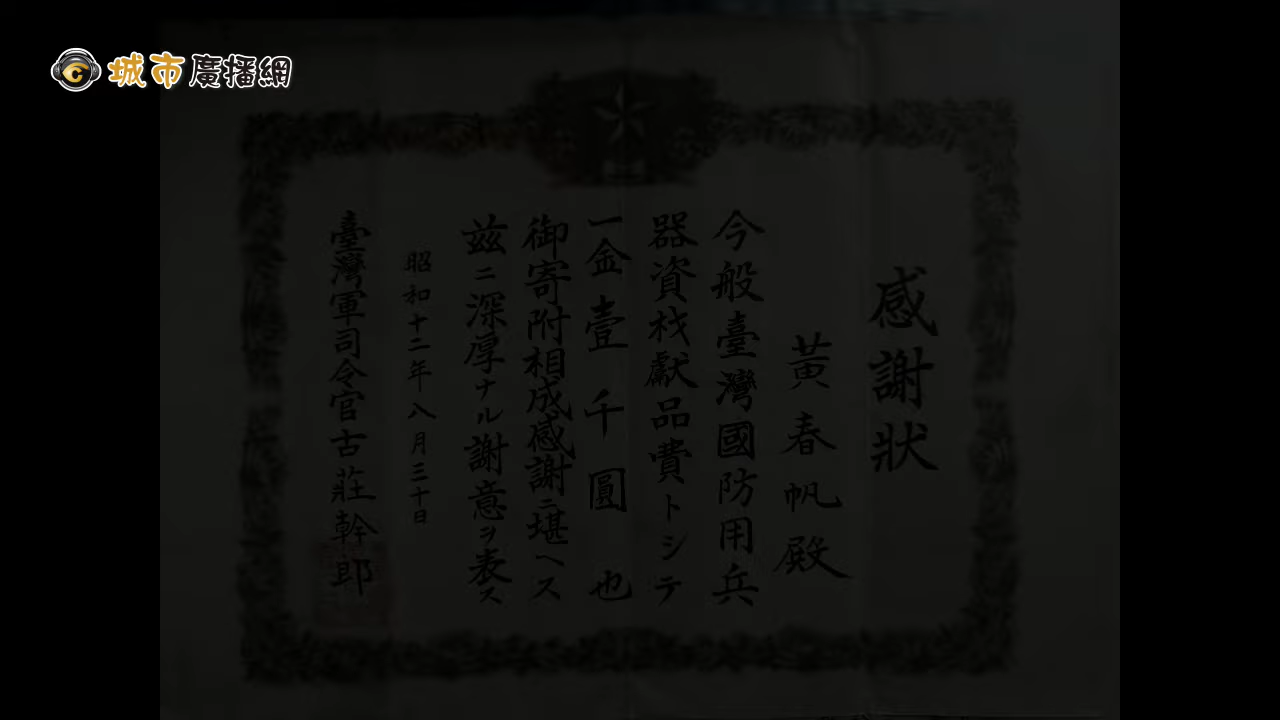 城市廣播網
感謝狀
黃春帆殿
今般臺灣國防用兵
器資材獻品費トシテ
一金壹千圓也
御寄附相成感謝ニ堪ヘス
玆ニ深厚ナル謝意ヲ表ス
昭和十二年八月三十日
臺灣軍司令官古莊幹郎